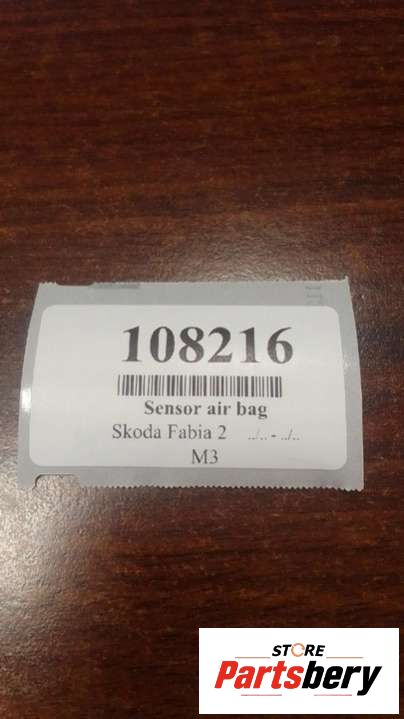 108216
Sensor air bag
Skoda Fabia 2 ../.. - ../..
M3
STORE
Partsbery